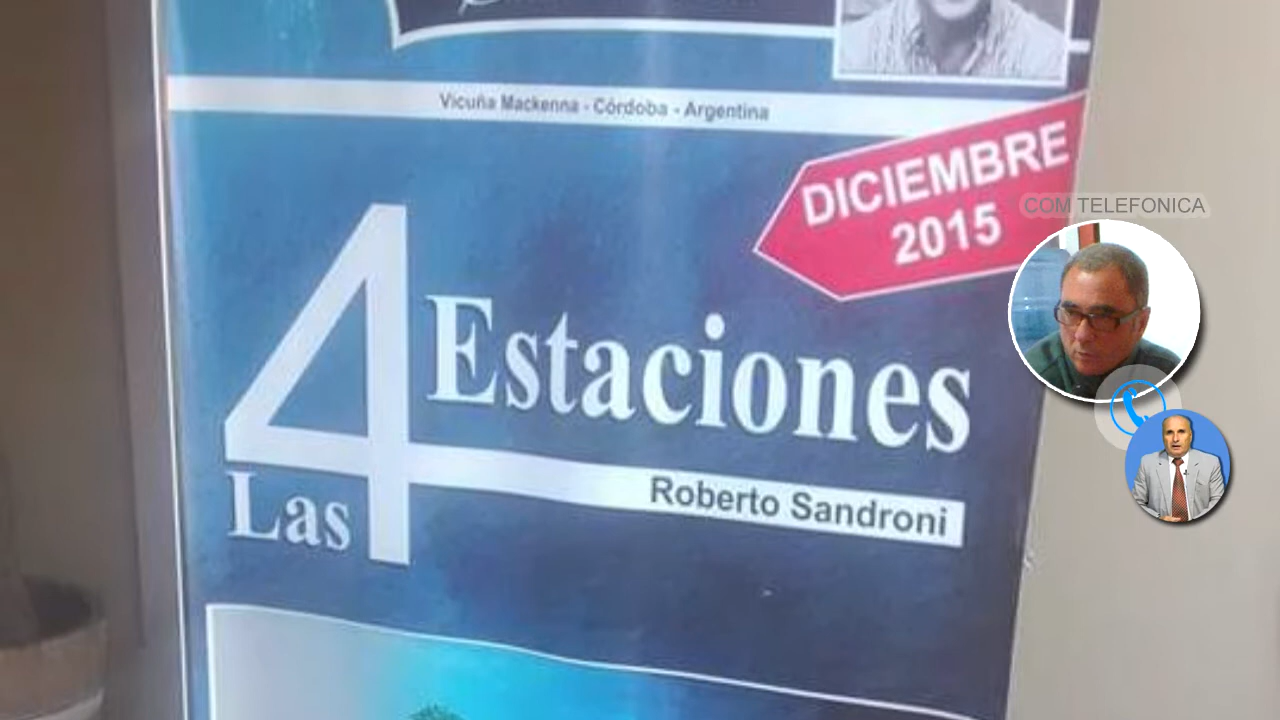 Vicuña Mackenna - Córdoba - Argentina
DICIEMBRE
2015
COM TELEFONICA
4
Estaciones
Las
Roberto Sandroni